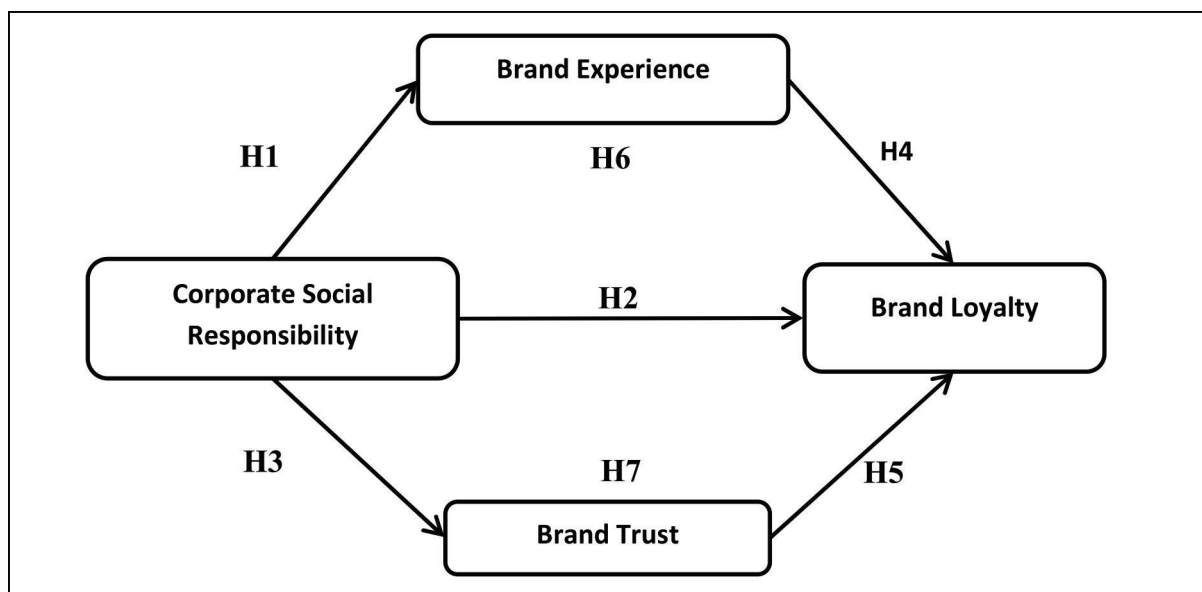 Brand Experience
H1
H6
H4
Corporate Social
Responsibility
H2
Brand Loyalty
H3
H7
H5
Brand Trust